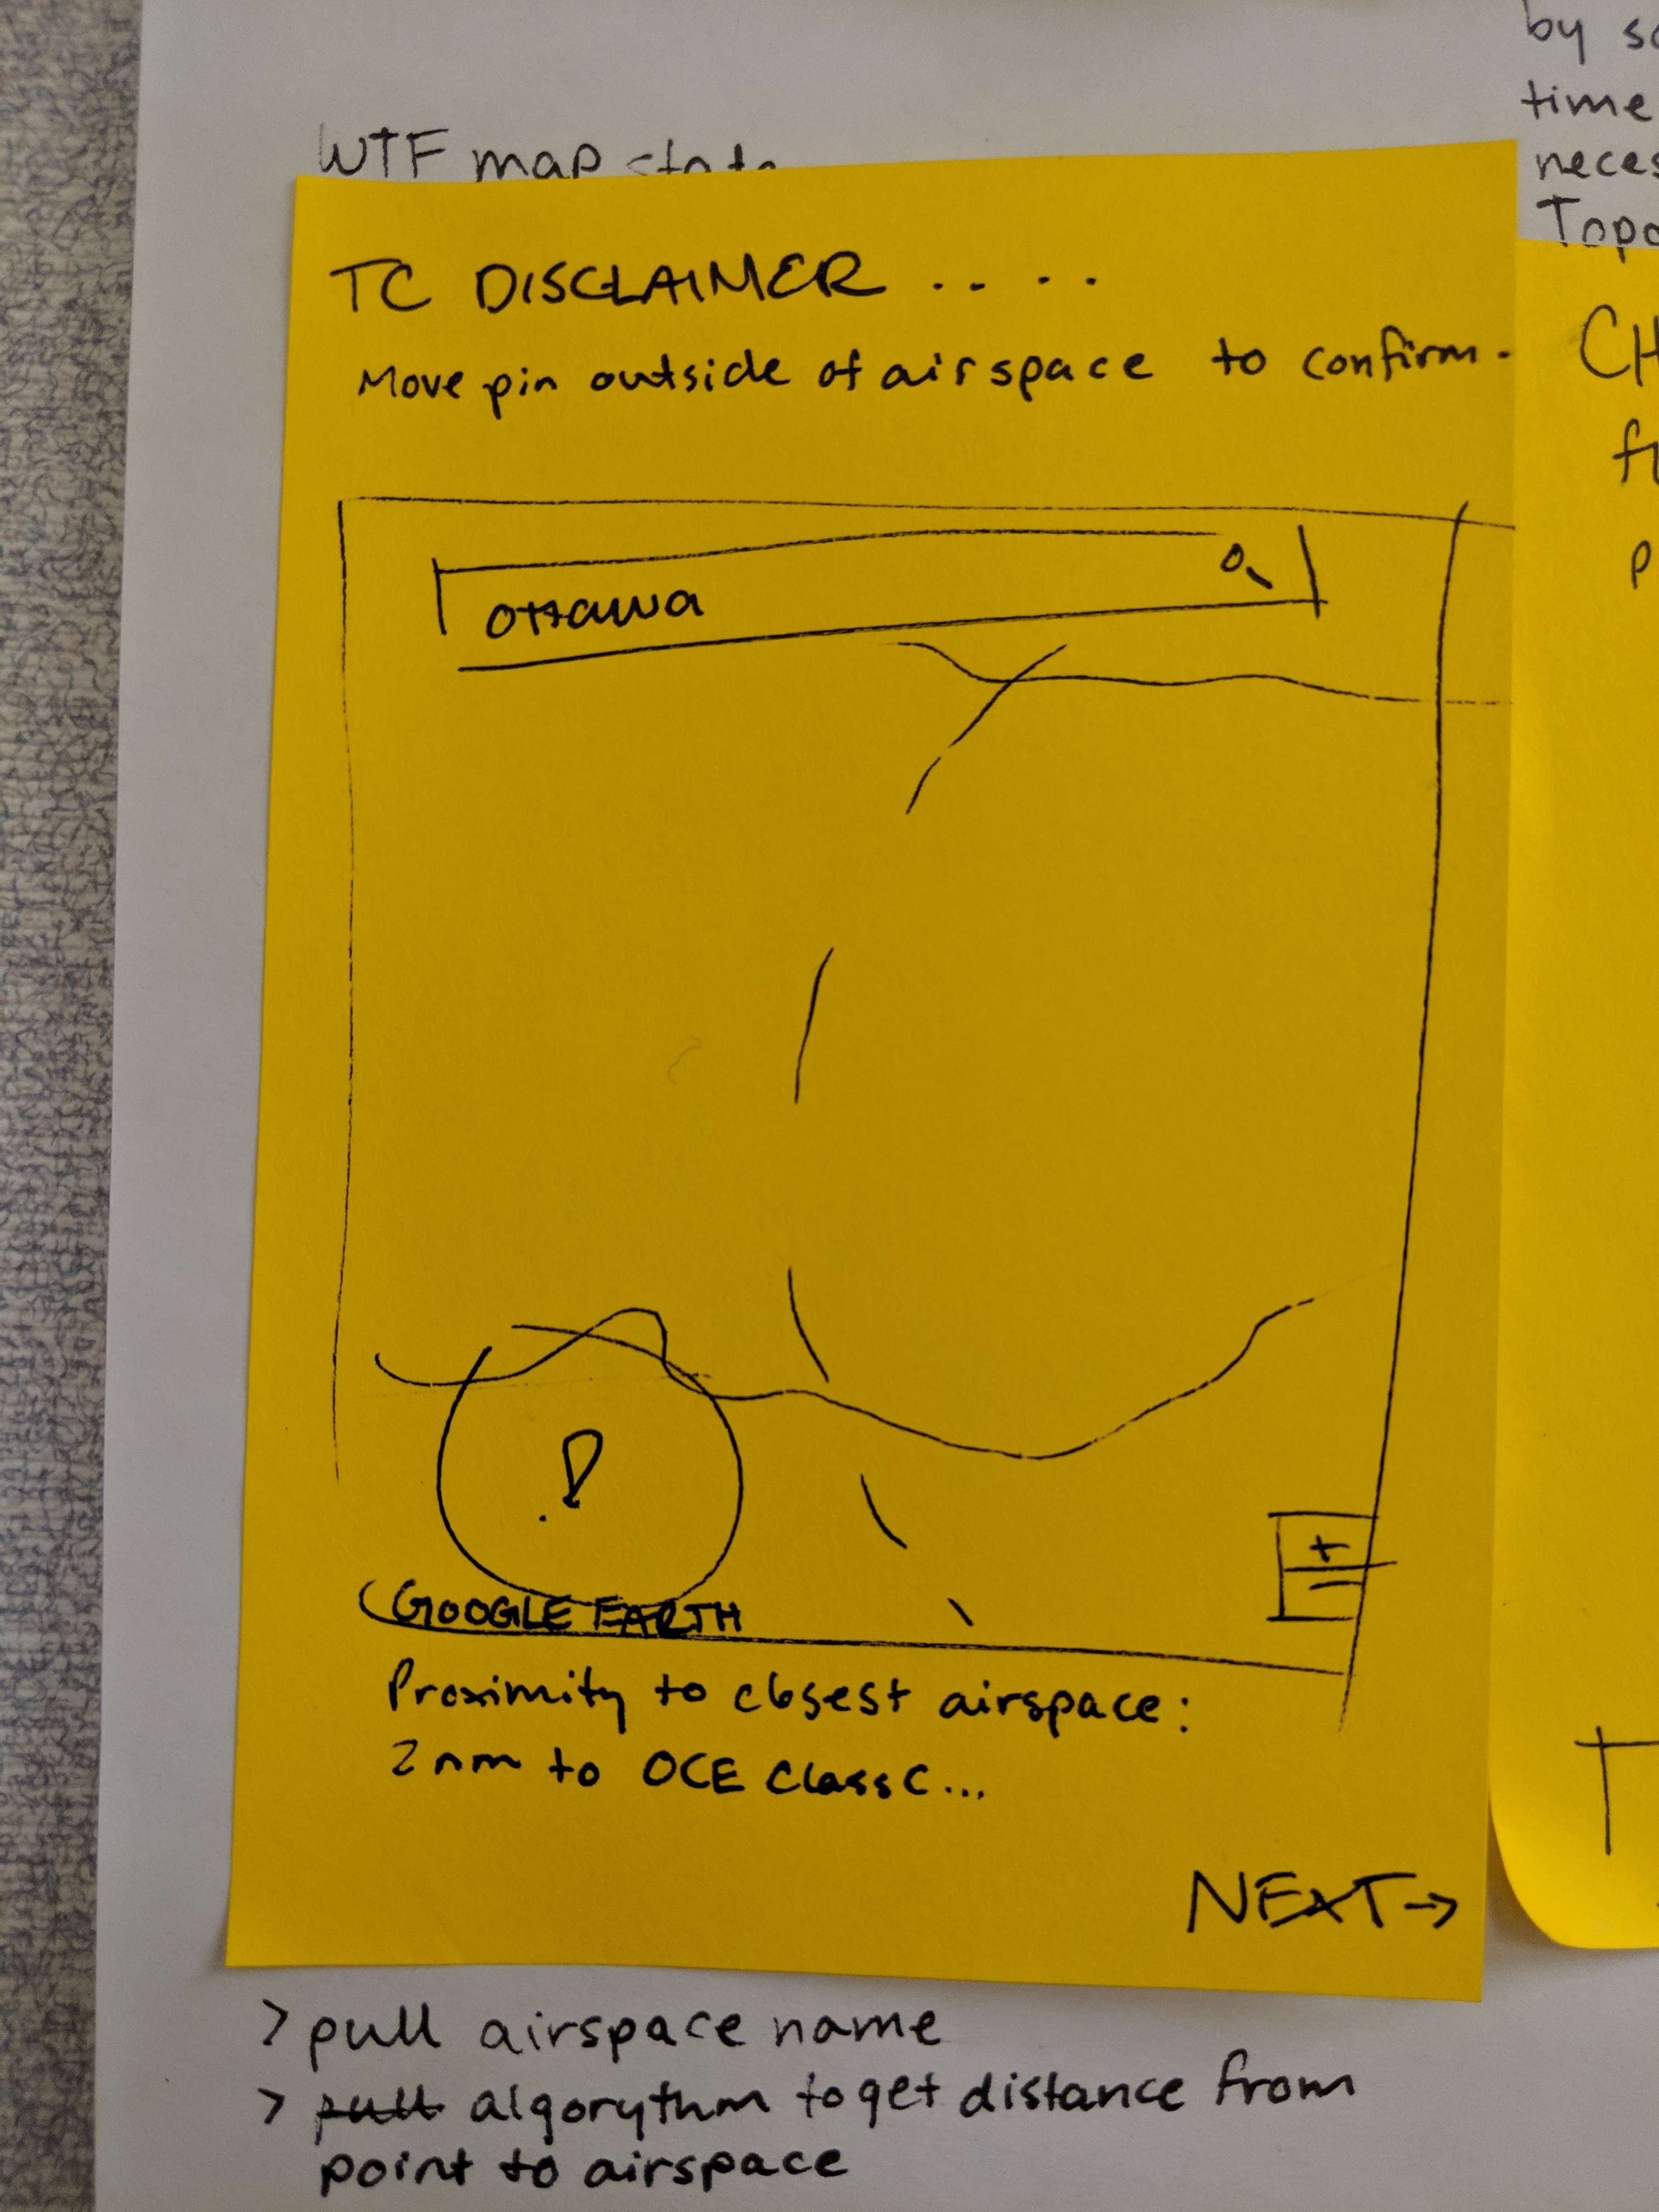 WTF map state
by
time
neces
Topo
TC DISCLAIMER ....
Move pin outside of airspace to confirm.
Ottawa
+
-
GOOGLE EARTH
Proximity to closest airspace:
2nm to OCE Class C...
NEXT→
CH
> pull airspace name
> pull algorythm to get distance from
point to airspace